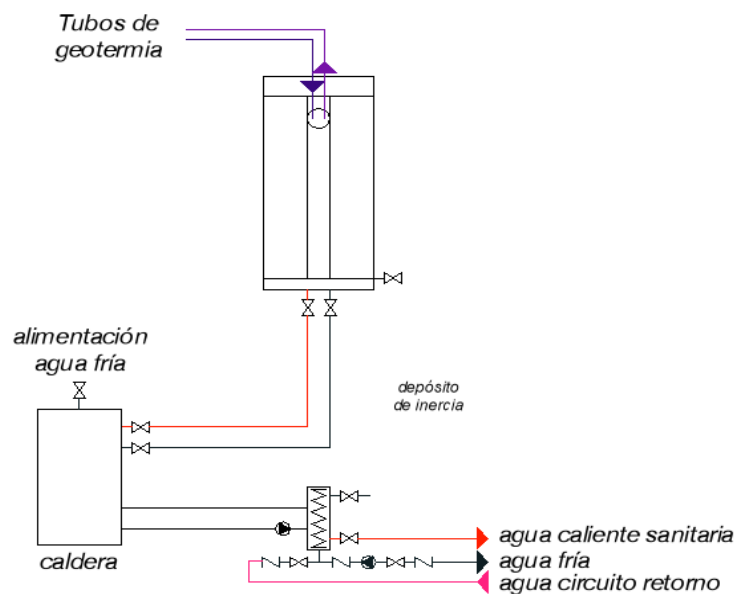 Tubos de
geotermia
alimentación
agua fría
depósito
de inercia
caldera
agua caliente sanitaria
agua fría
agua circuito retorno